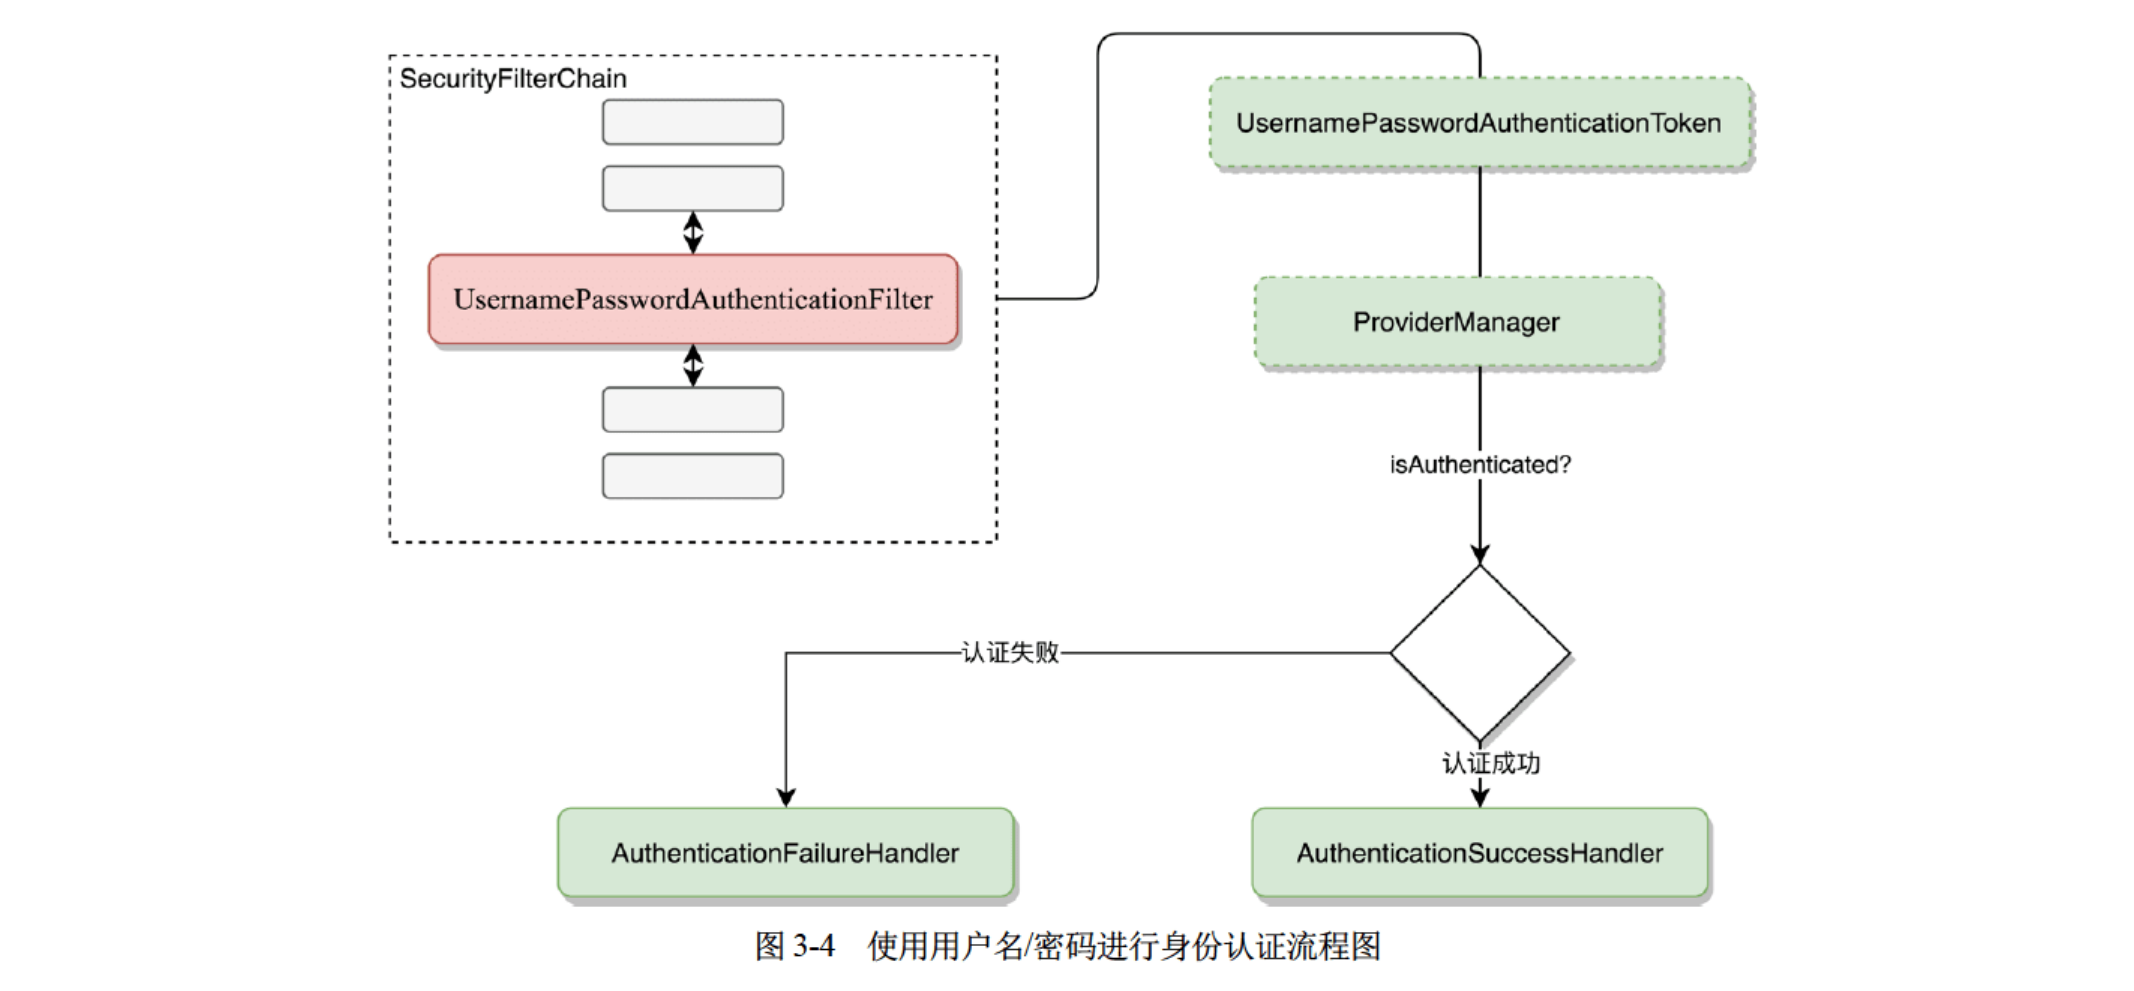 SecurityFilterChain
UsernamePasswordAuthenticationFilter
UsernamePasswordAuthenticationToken
ProviderManager
isAuthenticated?
认证失败
认证成功
AuthenticationFailureHandler
AuthenticationSuccessHandler
图 3-4 使用用户名/密码进行身份认证流程图